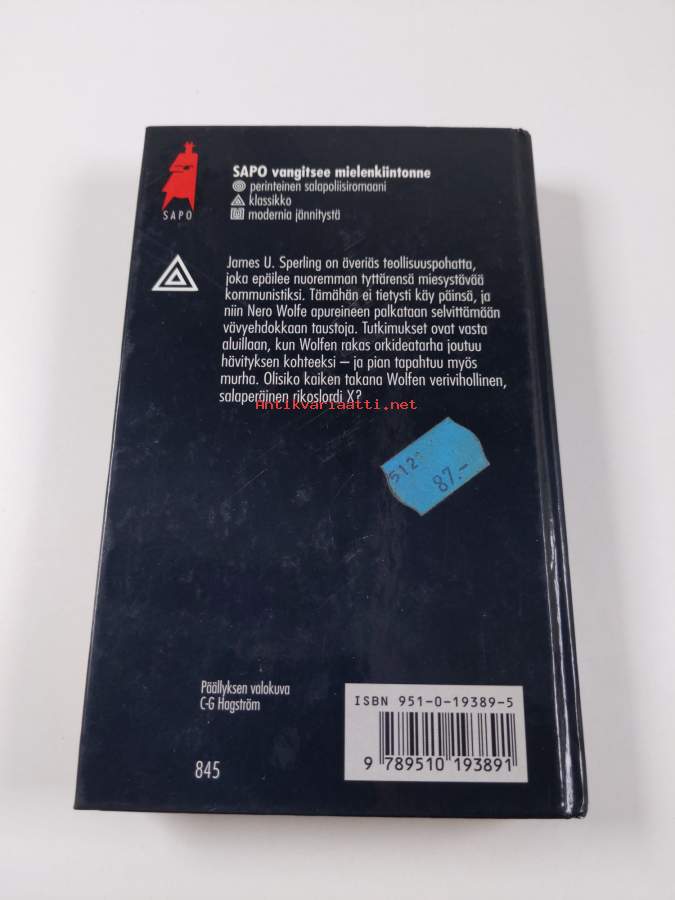 SAPO
SAPO vangitsee mielenkiintonne
perinteinen salapoliisiromaani
klassikko
modernia jännitystä
James U. Sperling on äveriäs teollisuuspohatta,
joka epäilee nuoremman tyttärensä miesystävää
kommunistiksi. Tämähän ei tietysti käy päinsä, ja
niin Nero Wolfe apureineen palkataan selvittämään
vävyehdokkaan taustoja. Tutkimukset ovat vasta
aluillaan, kun Wolfen rakas orkideatarha joutuu
hävityksen kohteeksi – ja pian tapahtuu myös
murha. Olisiko kaiken takana Wolfen verivihollinen,
salaperäinen rikoslordi X?
Antikvariaatti.net
87.-
Päällyksen valokuva
C-G Hagström
845
ISBN 951-0-19389-5
9 789510 193891